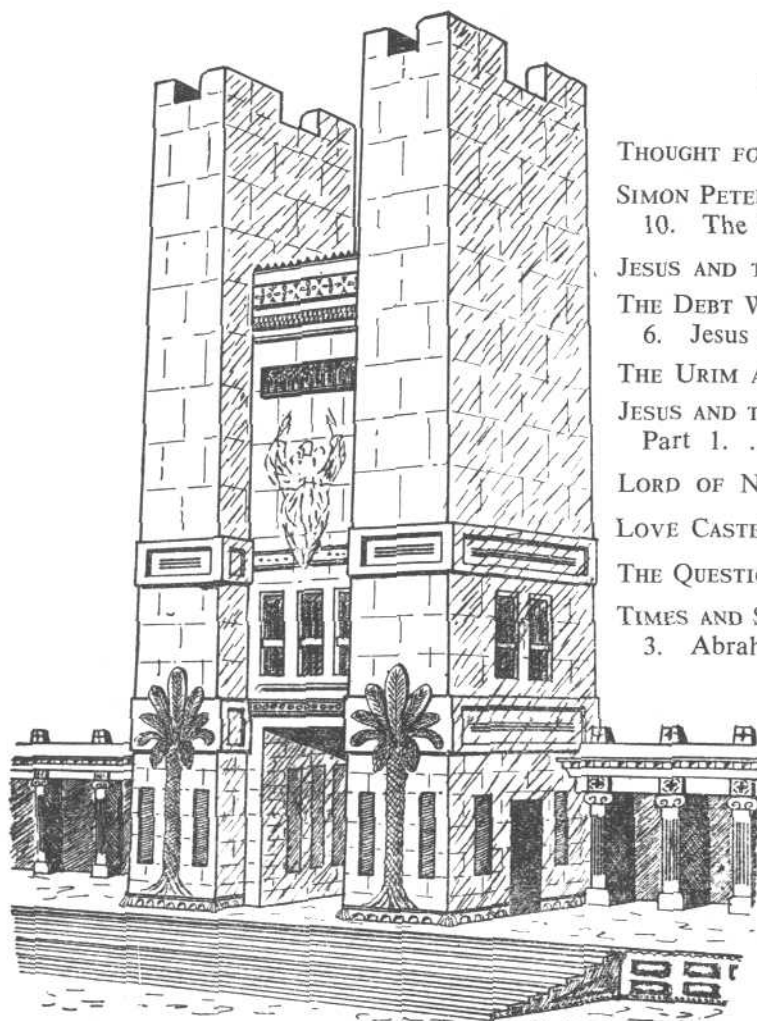 THOUGHT FO
SIMON PETE
10. The
JESUS AND T
THE DEBT W
6. Jesus
THE URIM A
JESUS AND T
Part 1. .
LORD OF N
LOVE CASTE
THE QUESTIO
TIMES AND S
3. Abrah